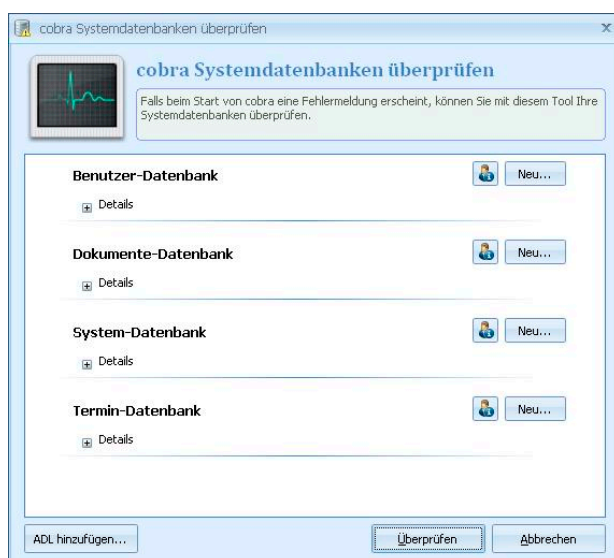 cobra Systemdatenbanken überprüfen
cobra Systemdatenbanken überprüfen
Falls beim Start von cobra eine Fehlermeldung erscheint, können Sie mit diesem Tool Ihre
Systemdatenbanken überprüfen.
Benutzer-Datenbank Neu...
Details
Dokumente-Datenbank Neu...
Details
System-Datenbank Neu...
Details
Termin-Datenbank Neu...
Details
ADL hinzufügen... Überprüfen Abbrechen